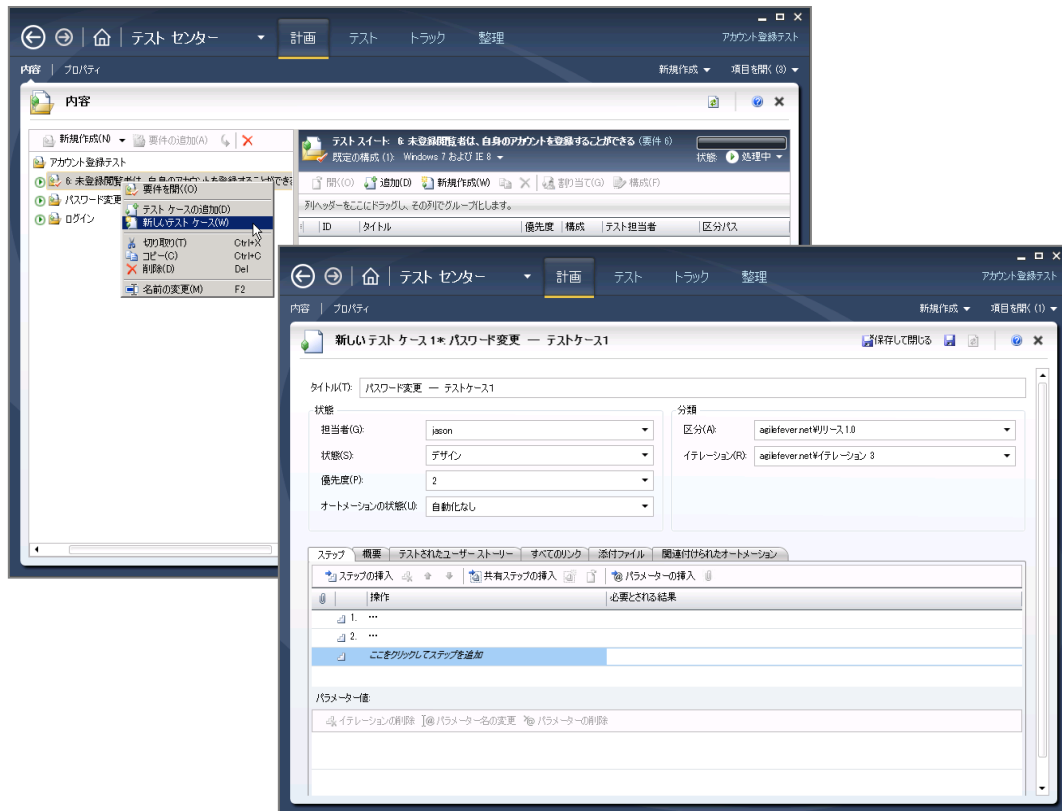 テスト センター
計画
テスト
トラック
整理
アカウント登録テスト
内容
プロパティ
新規作成
項目を開く (3)
内容
新規作成(N)
要件の追加(A)
アカウント登録テスト
6: 未登録閲覧者は、自身のアカウントを登録することができる
パスワード変更
ログイン
要件を開く(O)
テスト ケースの追加(D)
新しいテスト ケース(W)
切り取り(T) Ctrl+X
コピー(C) Ctrl+C
削除(D) Del
名前の変更(M) F2
テスト スイート: 6: 未登録閲覧者は、自身のアカウントを登録することができる (要件 6)
既定の構成 (1): Windows 7 および IE 8
状態: 処理中
開く(O)
追加(D)
新規作成(W)
割り当て(G)
構成(F)
列ヘッダーをここにドラッグし、その列でグループ化します。
ID
タイトル
優先度
構成
テスト担当者
区分パス
テスト センター
計画
テスト
トラック
整理
アカウント登録テスト
内容
プロパティ
新規作成
項目を開く (1)
新しい テスト ケース 1*: パスワード変更 ― テストケース1
保存して閉じる
タイトル(T): パスワード変更 ― テストケース1
状態
担当者(G): jason
状態(S): デザイン
優先度(P): 2
オートメーションの状態(U): 自動化なし
分類
区分(A): agilefever.net¥リリース 1.0
イテレーション(R): agilefever.net¥イテレーション 3
ステップ
概要
テストされたユーザー ストーリー
すべてのリンク
添付ファイル
関連付けられたオートメーション
ステップの挿入
共有ステップの挿入
パラメーターの挿入
操作
必要とされる結果
1. ...
2. ...
ここをクリックしてステップを追加
パラメーター値:
イテレーションの削除
パラメーター名の変更
パラメーターの削除